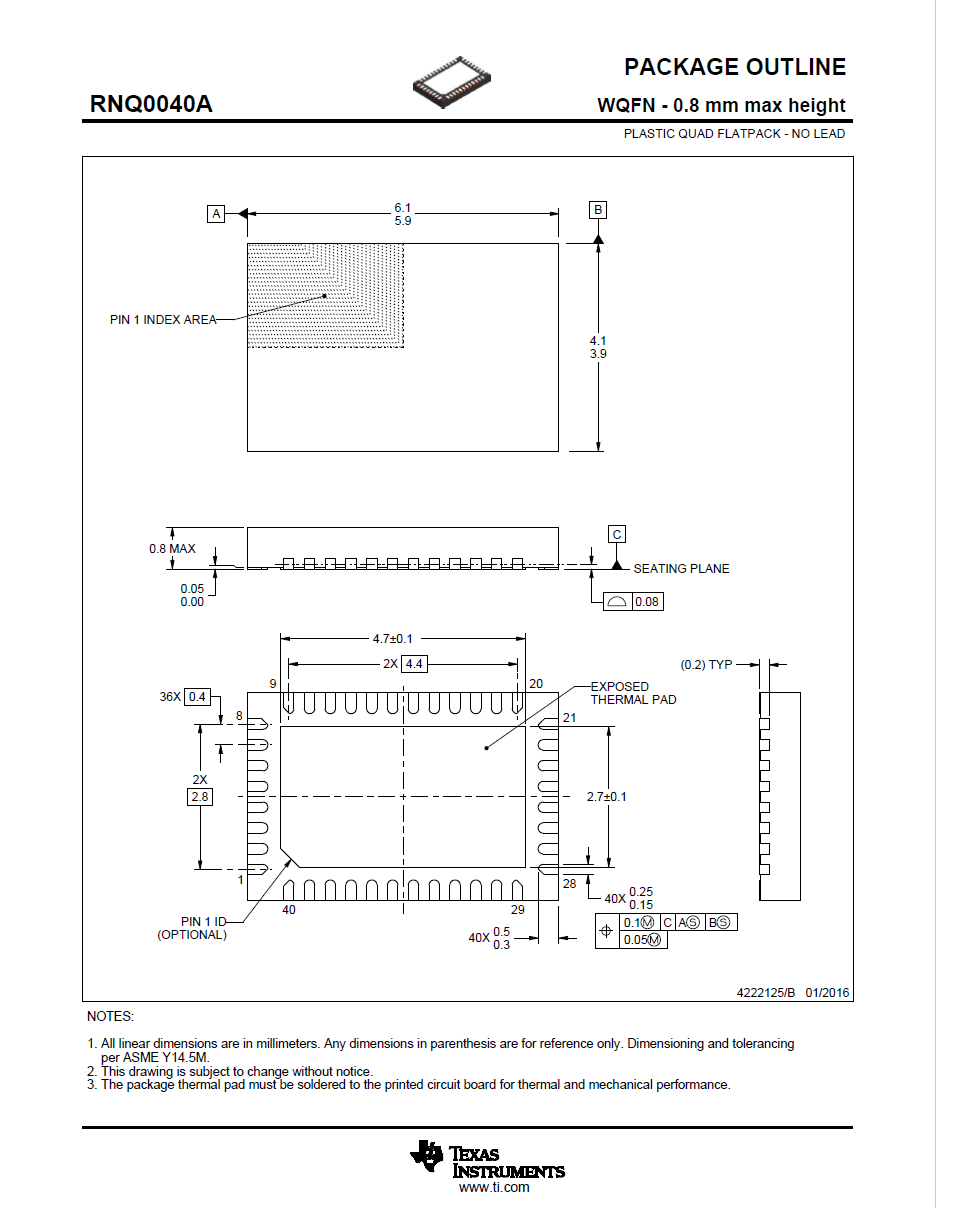 PACKAGE OUTLINE
RNQ0040A
WQFN - 0.8 mm max height
PLASTIC QUAD FLATPACK - NO LEAD
A
6.1
5.9
B
PIN 1 INDEX AREA
4.1
3.9
C
0.8 MAX
SEATING PLANE
0.05
0.00
0.08
4.7±0.1
2X 4.4
(0.2) TYP
9
20
EXPOSED
THERMAL PAD
36X 0.4
8
21
2X
2.8
2.7±0.1
1
28
40X 0.25
0.15
40
29
PIN 1 ID
(OPTIONAL)
40X 0.5
0.3
0.1Ⓜ C AⓈ BⓈ
0.05Ⓜ
4222125/B 01/2016
NOTES:
1. All linear dimensions are in millimeters. Any dimensions in parenthesis are for reference only. Dimensioning and tolerancing
per ASME Y14.5M.
2. This drawing is subject to change without notice.
3. The package thermal pad must be soldered to the printed circuit board for thermal and mechanical performance.
TEXAS
INSTRUMENTS
www.ti.com